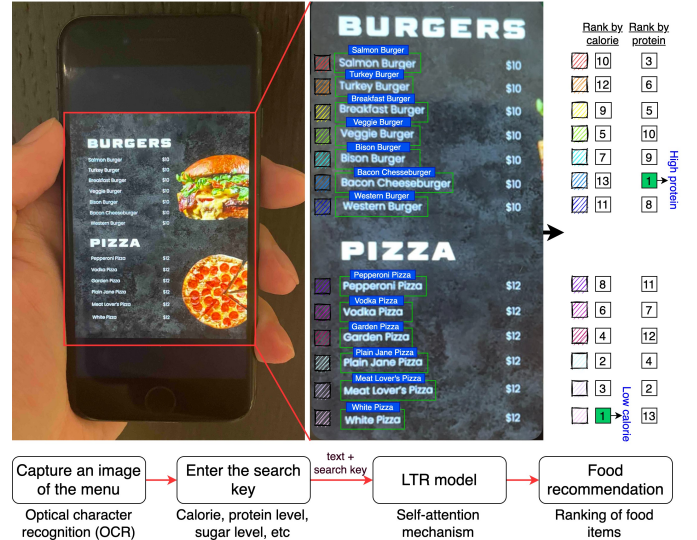 BURGERS
Salmon Burger $10
Turkey Burger $10
Breakfast Burger $10
Veggie Burger $10
Bison Burger $10
Bacon Cheeseburger $10
Western Burger $10
PIZZA
Pepperoni Pizza $12
Vodka Pizza $12
Garden Pizza $12
Plain Jane Pizza $12
Meat Lover's Pizza $12
White Pizza $12
BURGERS
Salmon Burger
Salmon Burger $10
Turkey Burger
Turkey Burger $10
Breakfast Burger
Breakfast Burger $10
Veggie Burger
Veggie Burger $10
Bison Burger
Bison Burger $10
Bacon Chesseburger
Bacon Cheeseburger $10
Western Burger
Western Burger $10
PIZZA
Pepperoni Pizza
Pepperoni Pizza $12
Vodka Pizza
Vodka Pizza $12
Garden Pizza
Garden Pizza $12
Plain Jane Pizza
Plain Jane Pizza $12
Meat Lover's Pizza
Meat Lover's Pizza $12
White Pizza
White Pizza $12
Rank by Rank by
calorie protein
10 3
12 6
9 5
5 10
7 9
13 1
11 8
High protein
8 11
6 7
4 12
2 4
3 2
1 13
Low calorie
Capture an image
of the menu
Optical character
recognition (OCR)
Enter the search
key
Calorie, protein level,
sugar level, etc
text +
search key
LTR model
Self-attention
mechanism
Food
recommendation
Ranking of food
items